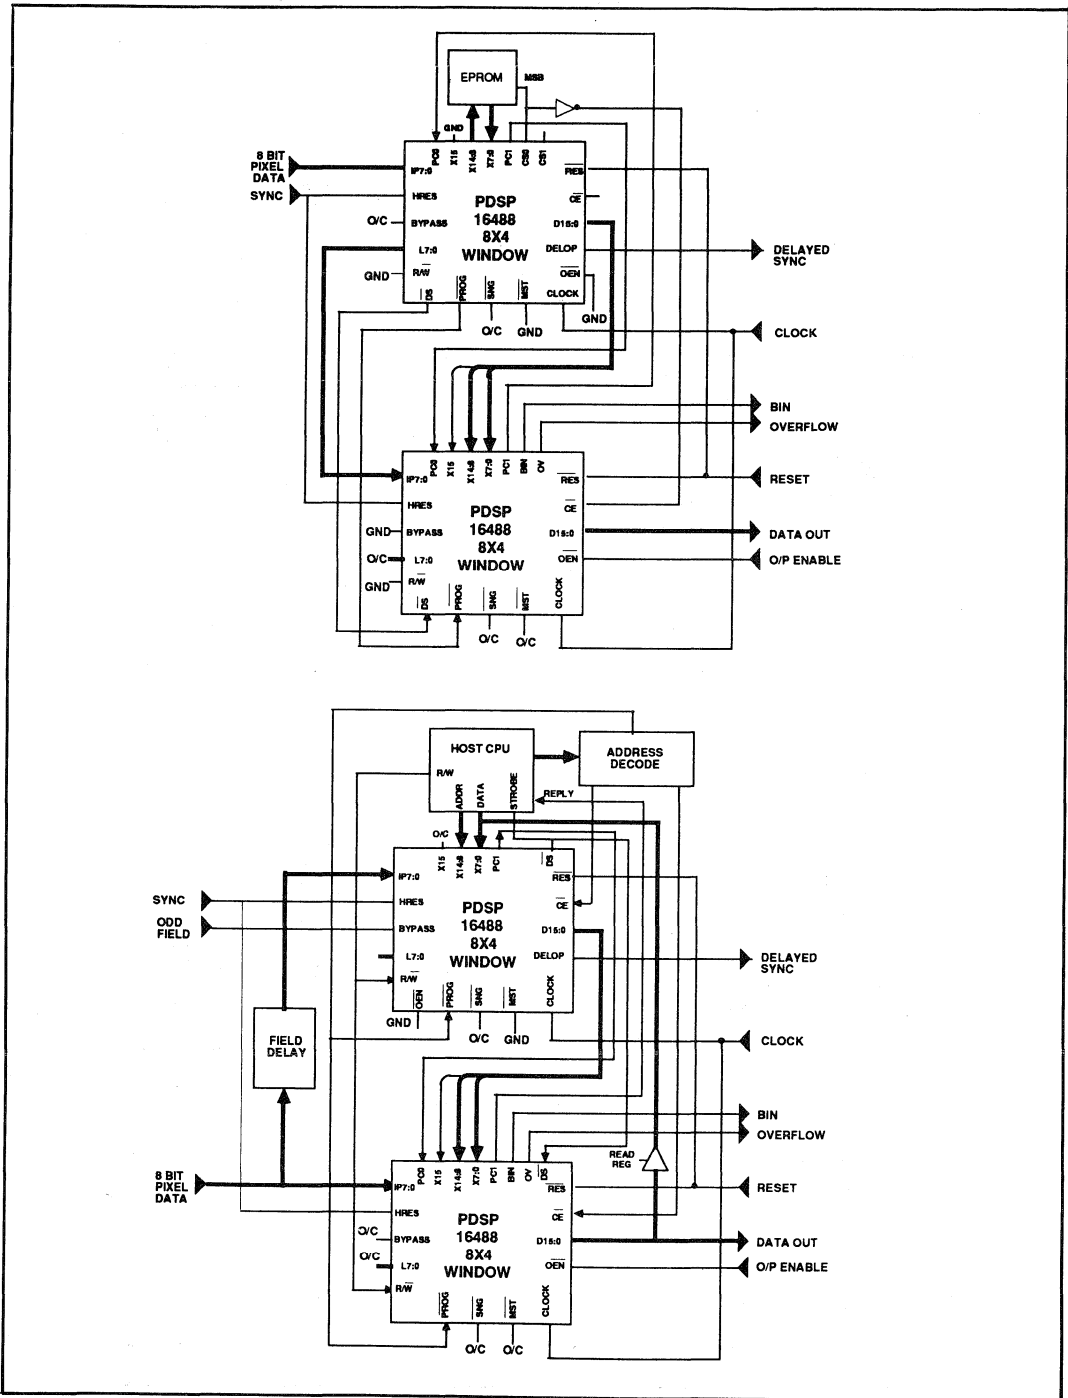 EPROM
MSB
GND
PC0
X15
X14:8
X7:0
PC1
CS0
CS1
8 BIT
PIXEL
DATA
IP7:0
RES
SYNC
HRES
CE
PDSP
16488
8X4
WINDOW
O/C
BYPASS
D15:0
L7:0
DELOP
DELAYED
SYNC
GND
R/W
OEN
DS
PROG
SNG
MST
CLOCK
GND
O/C
GND
CLOCK
BIN
OVERFLOW
PC0
X15
X14:8
X7:0
PC1
BIN
OV
IP7:0
RES
RESET
HRES
CE
PDSP
16488
8X4
WINDOW
GND
BYPASS
D15:0
DATA OUT
O/C
L7:0
OEN
O/P ENABLE
GND
R/W
DS
PROG
SNG
MST
CLOCK
O/C
O/C
HOST CPU
ADDRESS
DECODE
R/W
ADDR
DATA
STROBE
REPLY
O/C
X15
X14:8
X7:0
PC1
DS
IP7:0
RES
SYNC
HRES
CE
ODD
FIELD
BYPASS
PDSP
16488
8X4
WINDOW
D15:0
L7:0
DELOP
DELAYED
SYNC
R/W
OEN
PROG
SNG
MST
CLOCK
GND
O/C
GND
FIELD
DELAY
CLOCK
BIN
OVERFLOW
READ
REG
PC0
X15
X14:8
X7:0
PC1
BIN
OV
DS
8 BIT
PIXEL
DATA
IP7:0
RES
RESET
HRES
CE
PDSP
16488
8X4
WINDOW
O/C
BYPASS
D15:0
DATA OUT
O/C
L7:0
OEN
O/P ENABLE
R/W
PROG
SNG
MST
CLOCK
O/C
O/C